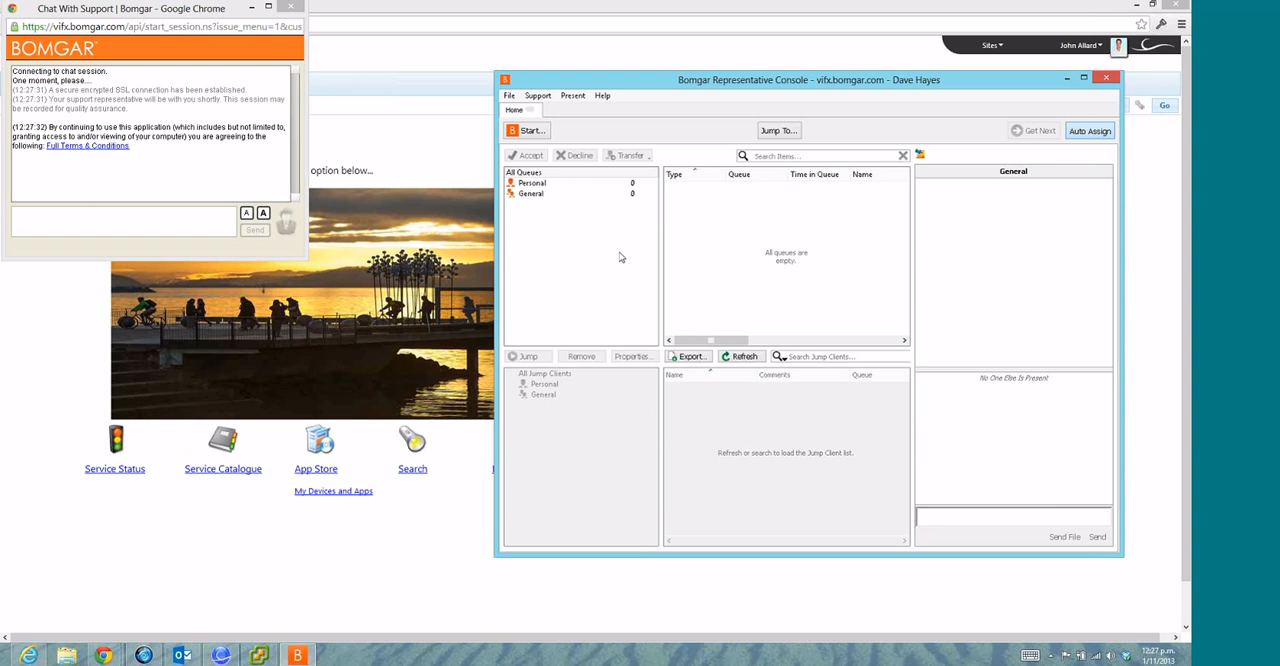 Chat With Support | Bomgar - Google Chrome
https://vifx.bomgar.com/api/start_session.ns?issue_menu=1&cus
BOMGAR™
Connecting to chat session.
One moment, please...
(12:27:31) A secure encrypted SSL connection has been established.
(12:27:31) Your support representative will be with you shortly. This session may
be recorded for quality assurance.
(12:27:32) By continuing to use this application (which includes but not limited to,
granting access to and/or viewing of your computer) you are agreeing to the
following: Full Terms & Conditions
A A
Send
Sites
John Allard
Go
option below...
Service Status
Service Catalogue
App Store
Search
My Devices and Apps
Bomgar Representative Console - vifx.bomgar.com - Dave Hayes
File Support Present Help
Home
B Start...
Jump To...
Get Next
Auto Assign
Accept Decline Transfer
Search Items...
All Queues
Personal 0
General 0
Type Queue Time in Queue Name
All queues are
empty.
General
Jump Remove Properties...
Export... Refresh Search Jump Clients...
All Jump Clients
Personal
General
Name Comments Queue
Refresh or search to load the Jump Client list.
No One Else Is Present
Send File Send
B
12:27 p.m.
1/11/2013